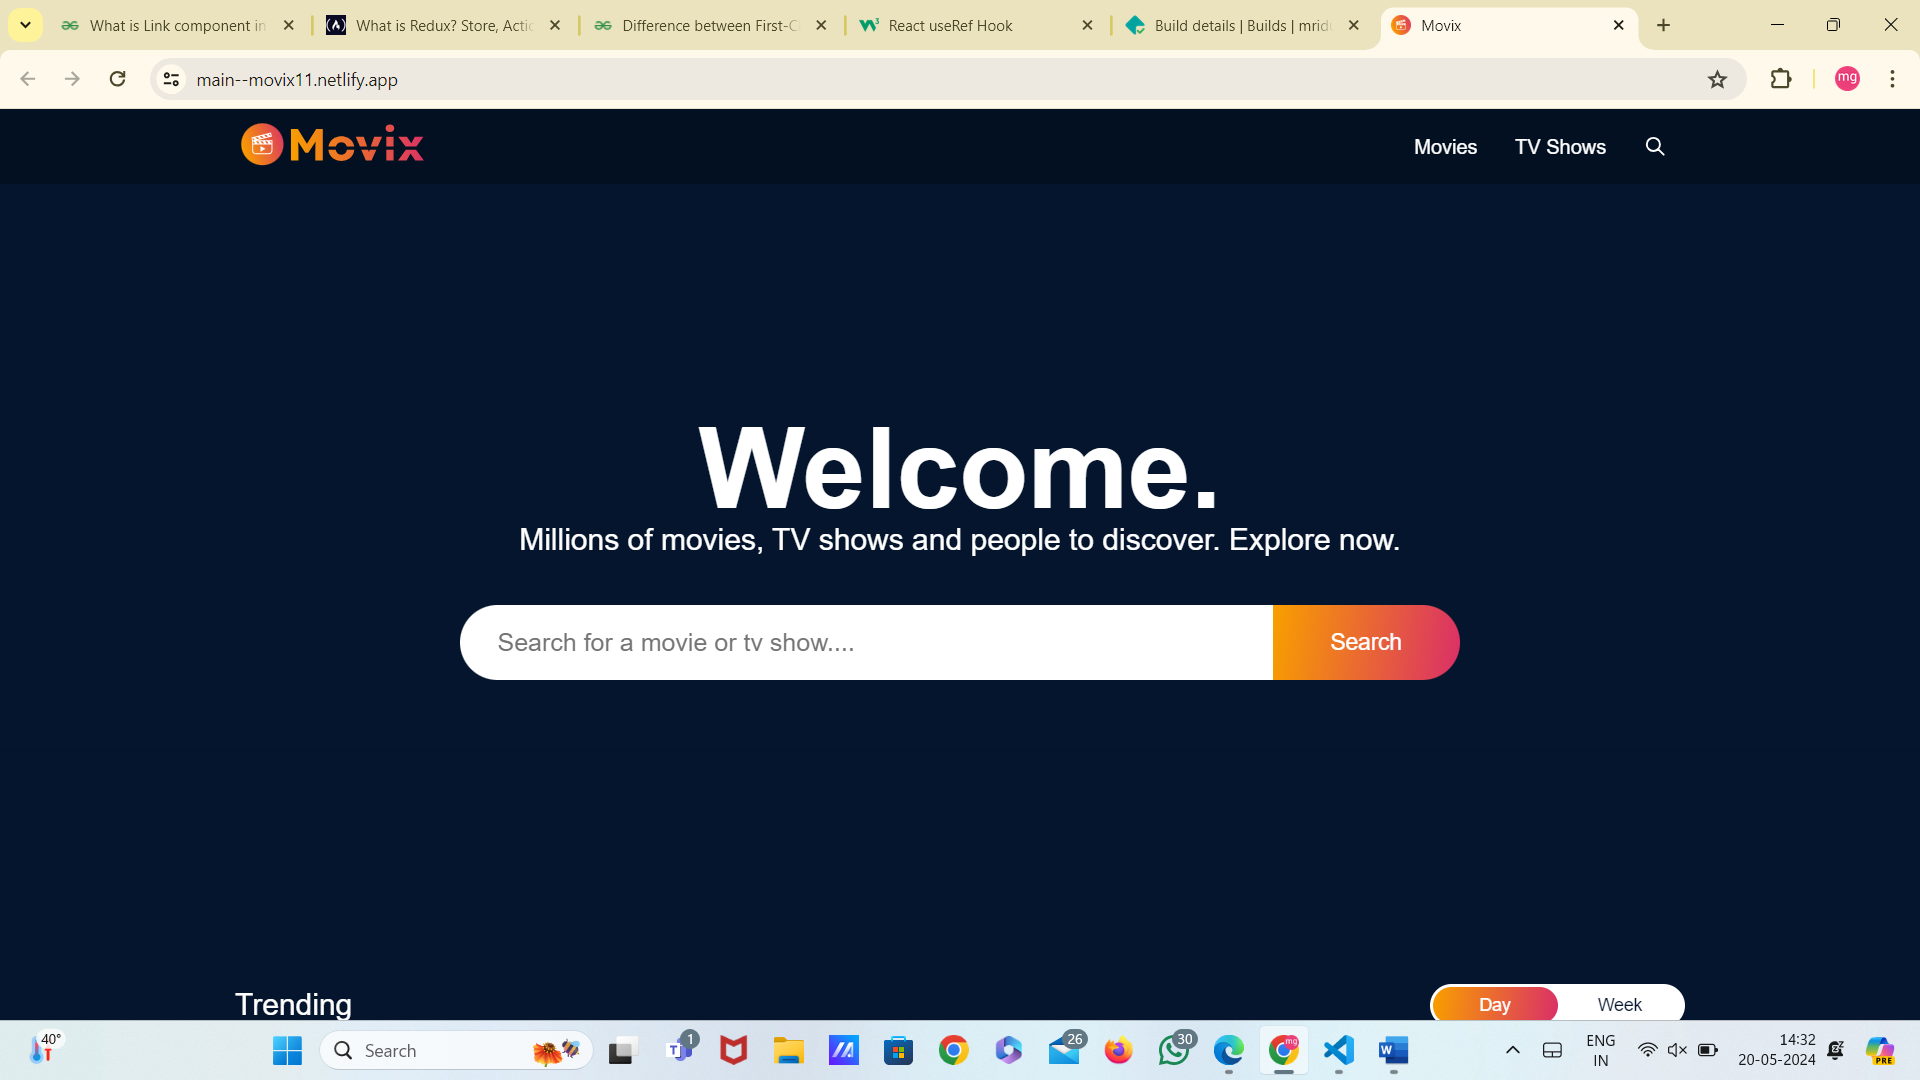 What is Link component in
What is Redux? Store, Actic
Difference between First-C
React useRef Hook
Build details | Builds | mrid
Movix
main--movix11.netlify.app
mg
Movix
Movies
TV Shows
Welcome.
Millions of movies, TV shows and people to discover. Explore now.
Search for a movie or tv show....
Search
Trending
Day
Week
40°
Search
1
26
30
mg
ENG
IN
14:32
20-05-2024
PRE